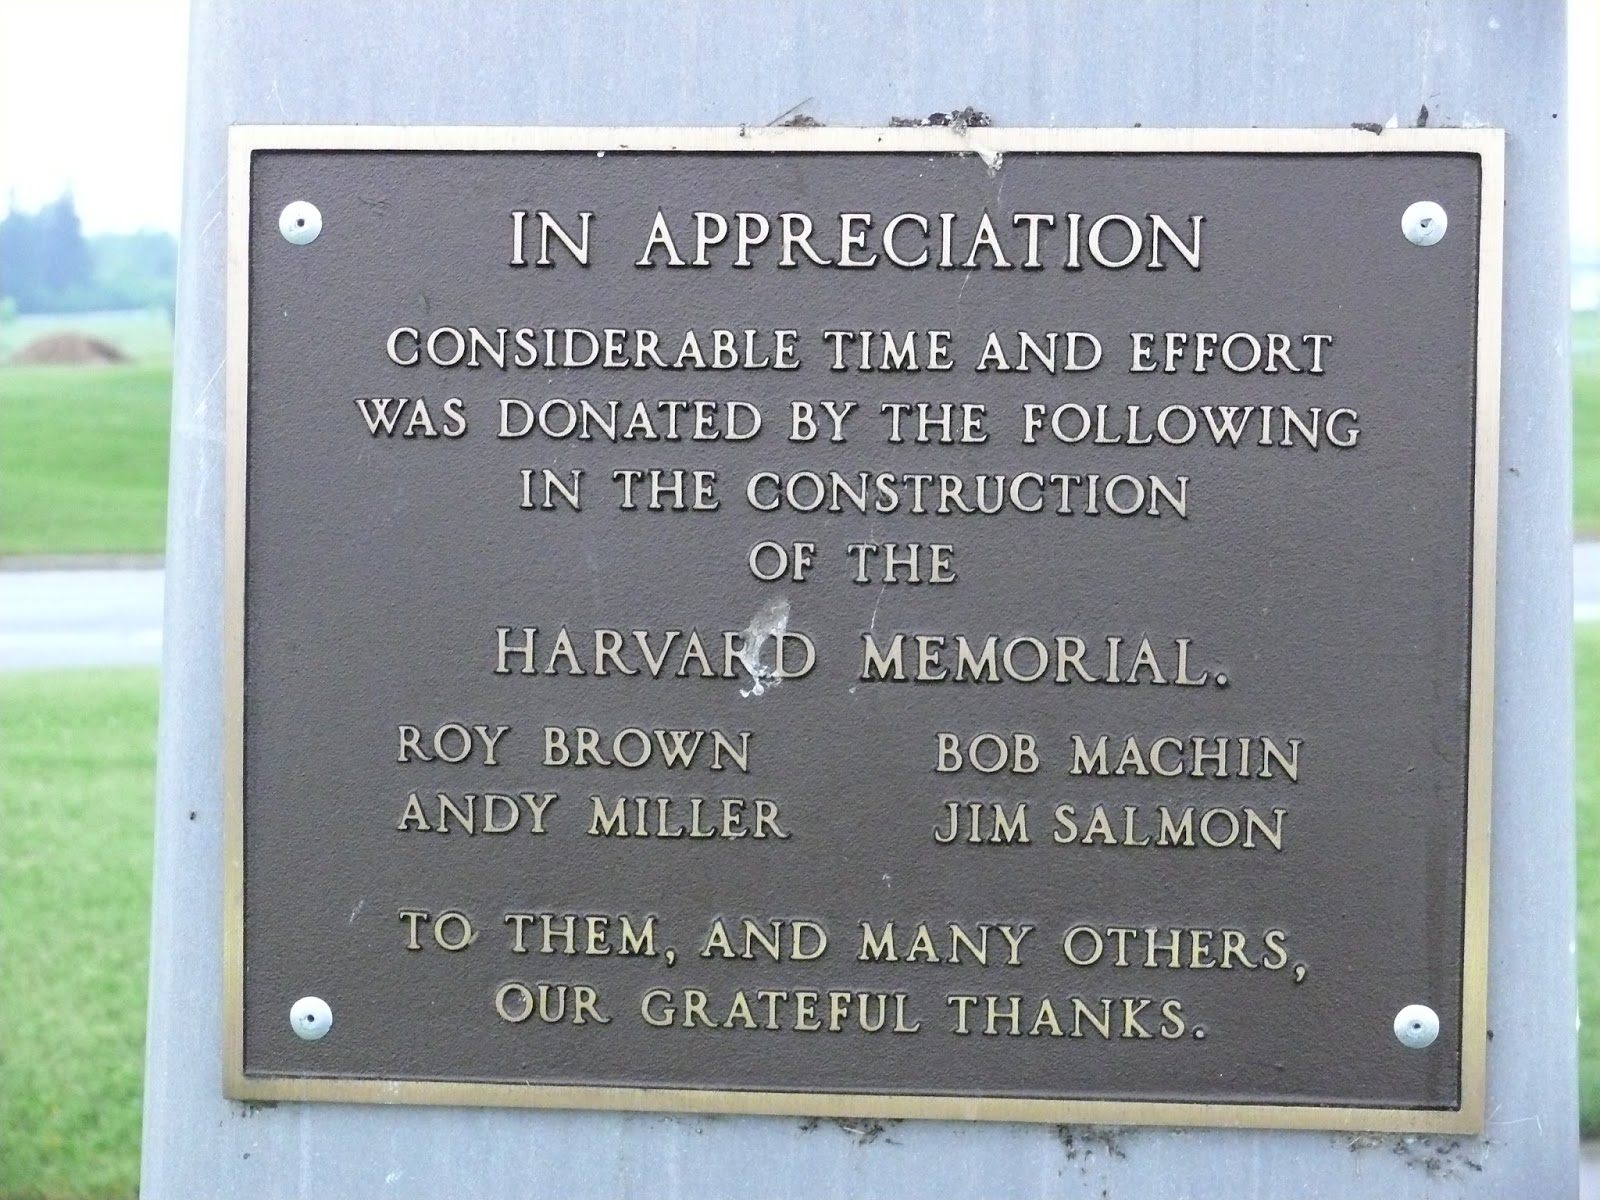 IN APPRECIATION
CONSIDERABLE TIME AND EFFORT
WAS DONATED BY THE FOLLOWING
IN THE CONSTRUCTION
OF THE
HARVARD MEMORIAL.
ROY BROWN BOB MACHIN
ANDY MILLER JIM SALMON
TO THEM, AND MANY OTHERS,
OUR GRATEFUL THANKS.